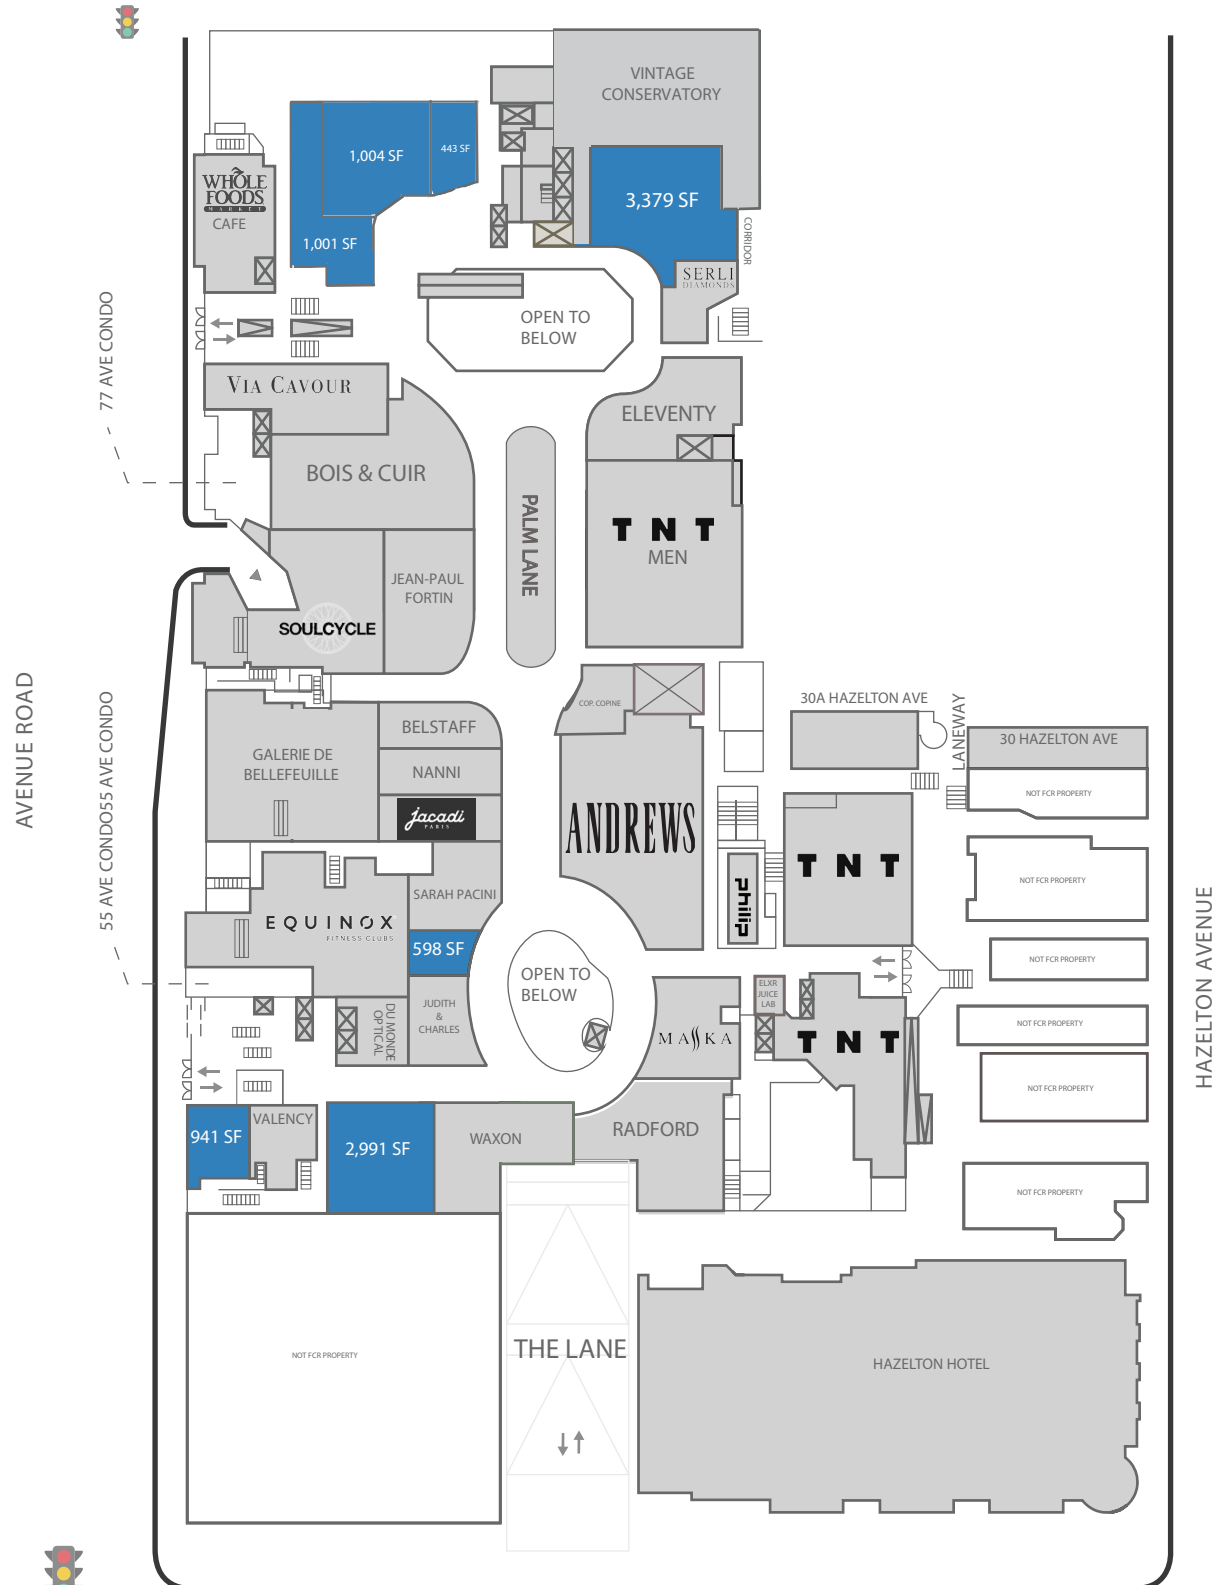 VINTAGE
CONSERVATORY
1,004 SF
443 SF
3,379 SF
WHOLE
FOODS
MARKET
CAFE
1,001 SF
CORRIDOR
SERLI
DIAMONDS
OPEN TO
BELOW
77 AVE CONDO
VIA CAVOUR
ELEVENTY
BOIS & CUIR
PALM LANE
TNT
MEN
JEAN-PAUL
FORTIN
SOULCYCLE
AVENUE ROAD
55 AVE CONDO55 AVE CONDO
COP. COPINE
30A HAZELTON AVE
LANEWAY
30 HAZELTON AVE
BELSTAFF
GALERIE DE
BELLEFEUILLE
NANNI
NOT FCR PROPERTY
jacadi
PARIS
ANDREWS
TNT
NOT FCR PROPERTY
SARAH PACINI
philip
EQUINOX
FITNESS CLUBS
598 SF
NOT FCR PROPERTY
OPEN TO
BELOW
ELXR
JUICE
LAB
JUDITH
&
CHARLES
DU MONDE
OPTICAL
MASKA
TNT
NOT FCR PROPERTY
NOT FCR PROPERTY
HAZELTON AVENUE
941 SF
VALENCY
2,991 SF
WAXON
RADFORD
NOT FCR PROPERTY
NOT FCR PROPERTY
THE LANE
HAZELTON HOTEL